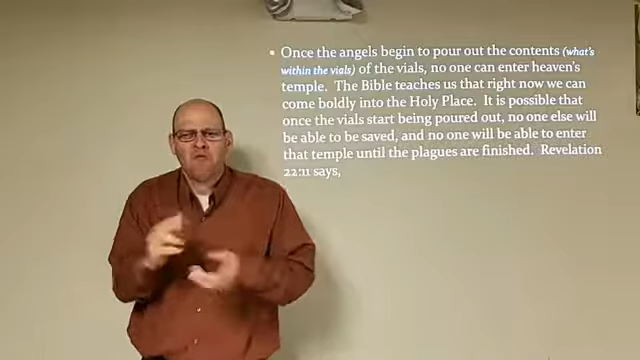 • Once the angels begin to pour out the contents (what's
within the vials) of the vials, no one can enter heaven's
temple. The Bible teaches us that right now we can
come boldly into the Holy Place. It is possible that
once the vials start being poured out, no one else will
be able to be saved, and no one will be able to enter
that temple until the plagues are finished. Revelation
22:11 says,